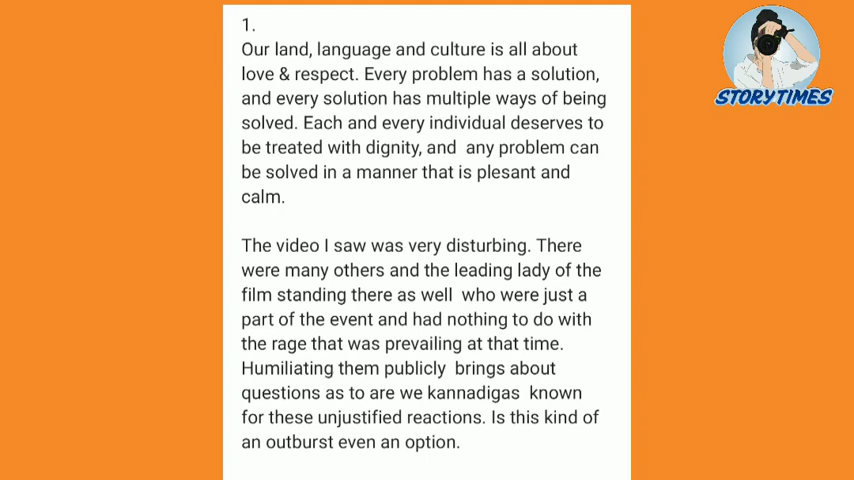 1.
Our land, language and culture is all about
love & respect. Every problem has a solution,
and every solution has multiple ways of being
solved. Each and every individual deserves to
be treated with dignity, and any problem can
be solved in a manner that is plesant and
calm.
The video I saw was very disturbing. There
were many others and the leading lady of the
film standing there as well who were just a
part of the event and had nothing to do with
the rage that was prevailing at that time.
Humiliating them publicly brings about
questions as to are we kannadigas known
for these unjustified reactions. Is this kind of
an outburst even an option.
STORYTIMES